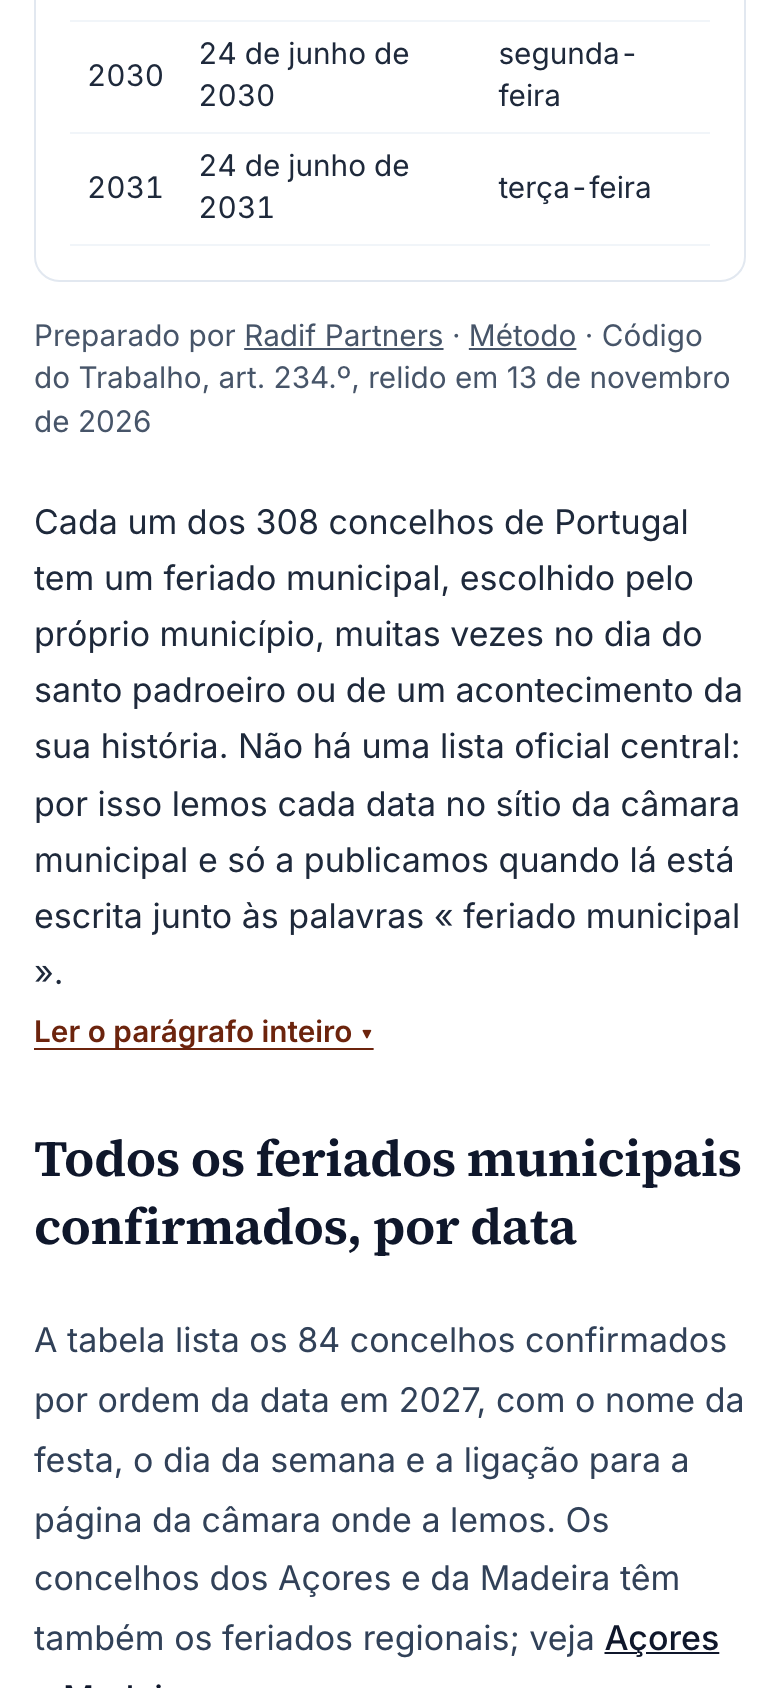 2030 24 de junho de 2030 segunda-feira
2031 24 de junho de 2031 terça-feira
Preparado por Radif Partners · Método · Código
do Trabalho, art. 234.º, relido em 13 de novembro
de 2026
Cada um dos 308 concelhos de Portugal
tem um feriado municipal, escolhido pelo
próprio município, muitas vezes no dia do
santo padroeiro ou de um acontecimento da
sua história. Não há uma lista oficial central:
por isso lemos cada data no sítio da câmara
municipal e só a publicamos quando lá está
escrita junto às palavras « feriado municipal
».
Ler o parágrafo inteiro ▾
Todos os feriados municipais
confirmados, por data
A tabela lista os 84 concelhos confirmados
por ordem da data em 2027, com o nome da
festa, o dia da semana e a ligação para a
página da câmara onde a lemos. Os
concelhos dos Açores e da Madeira têm
também os feriados regionais; veja Açores